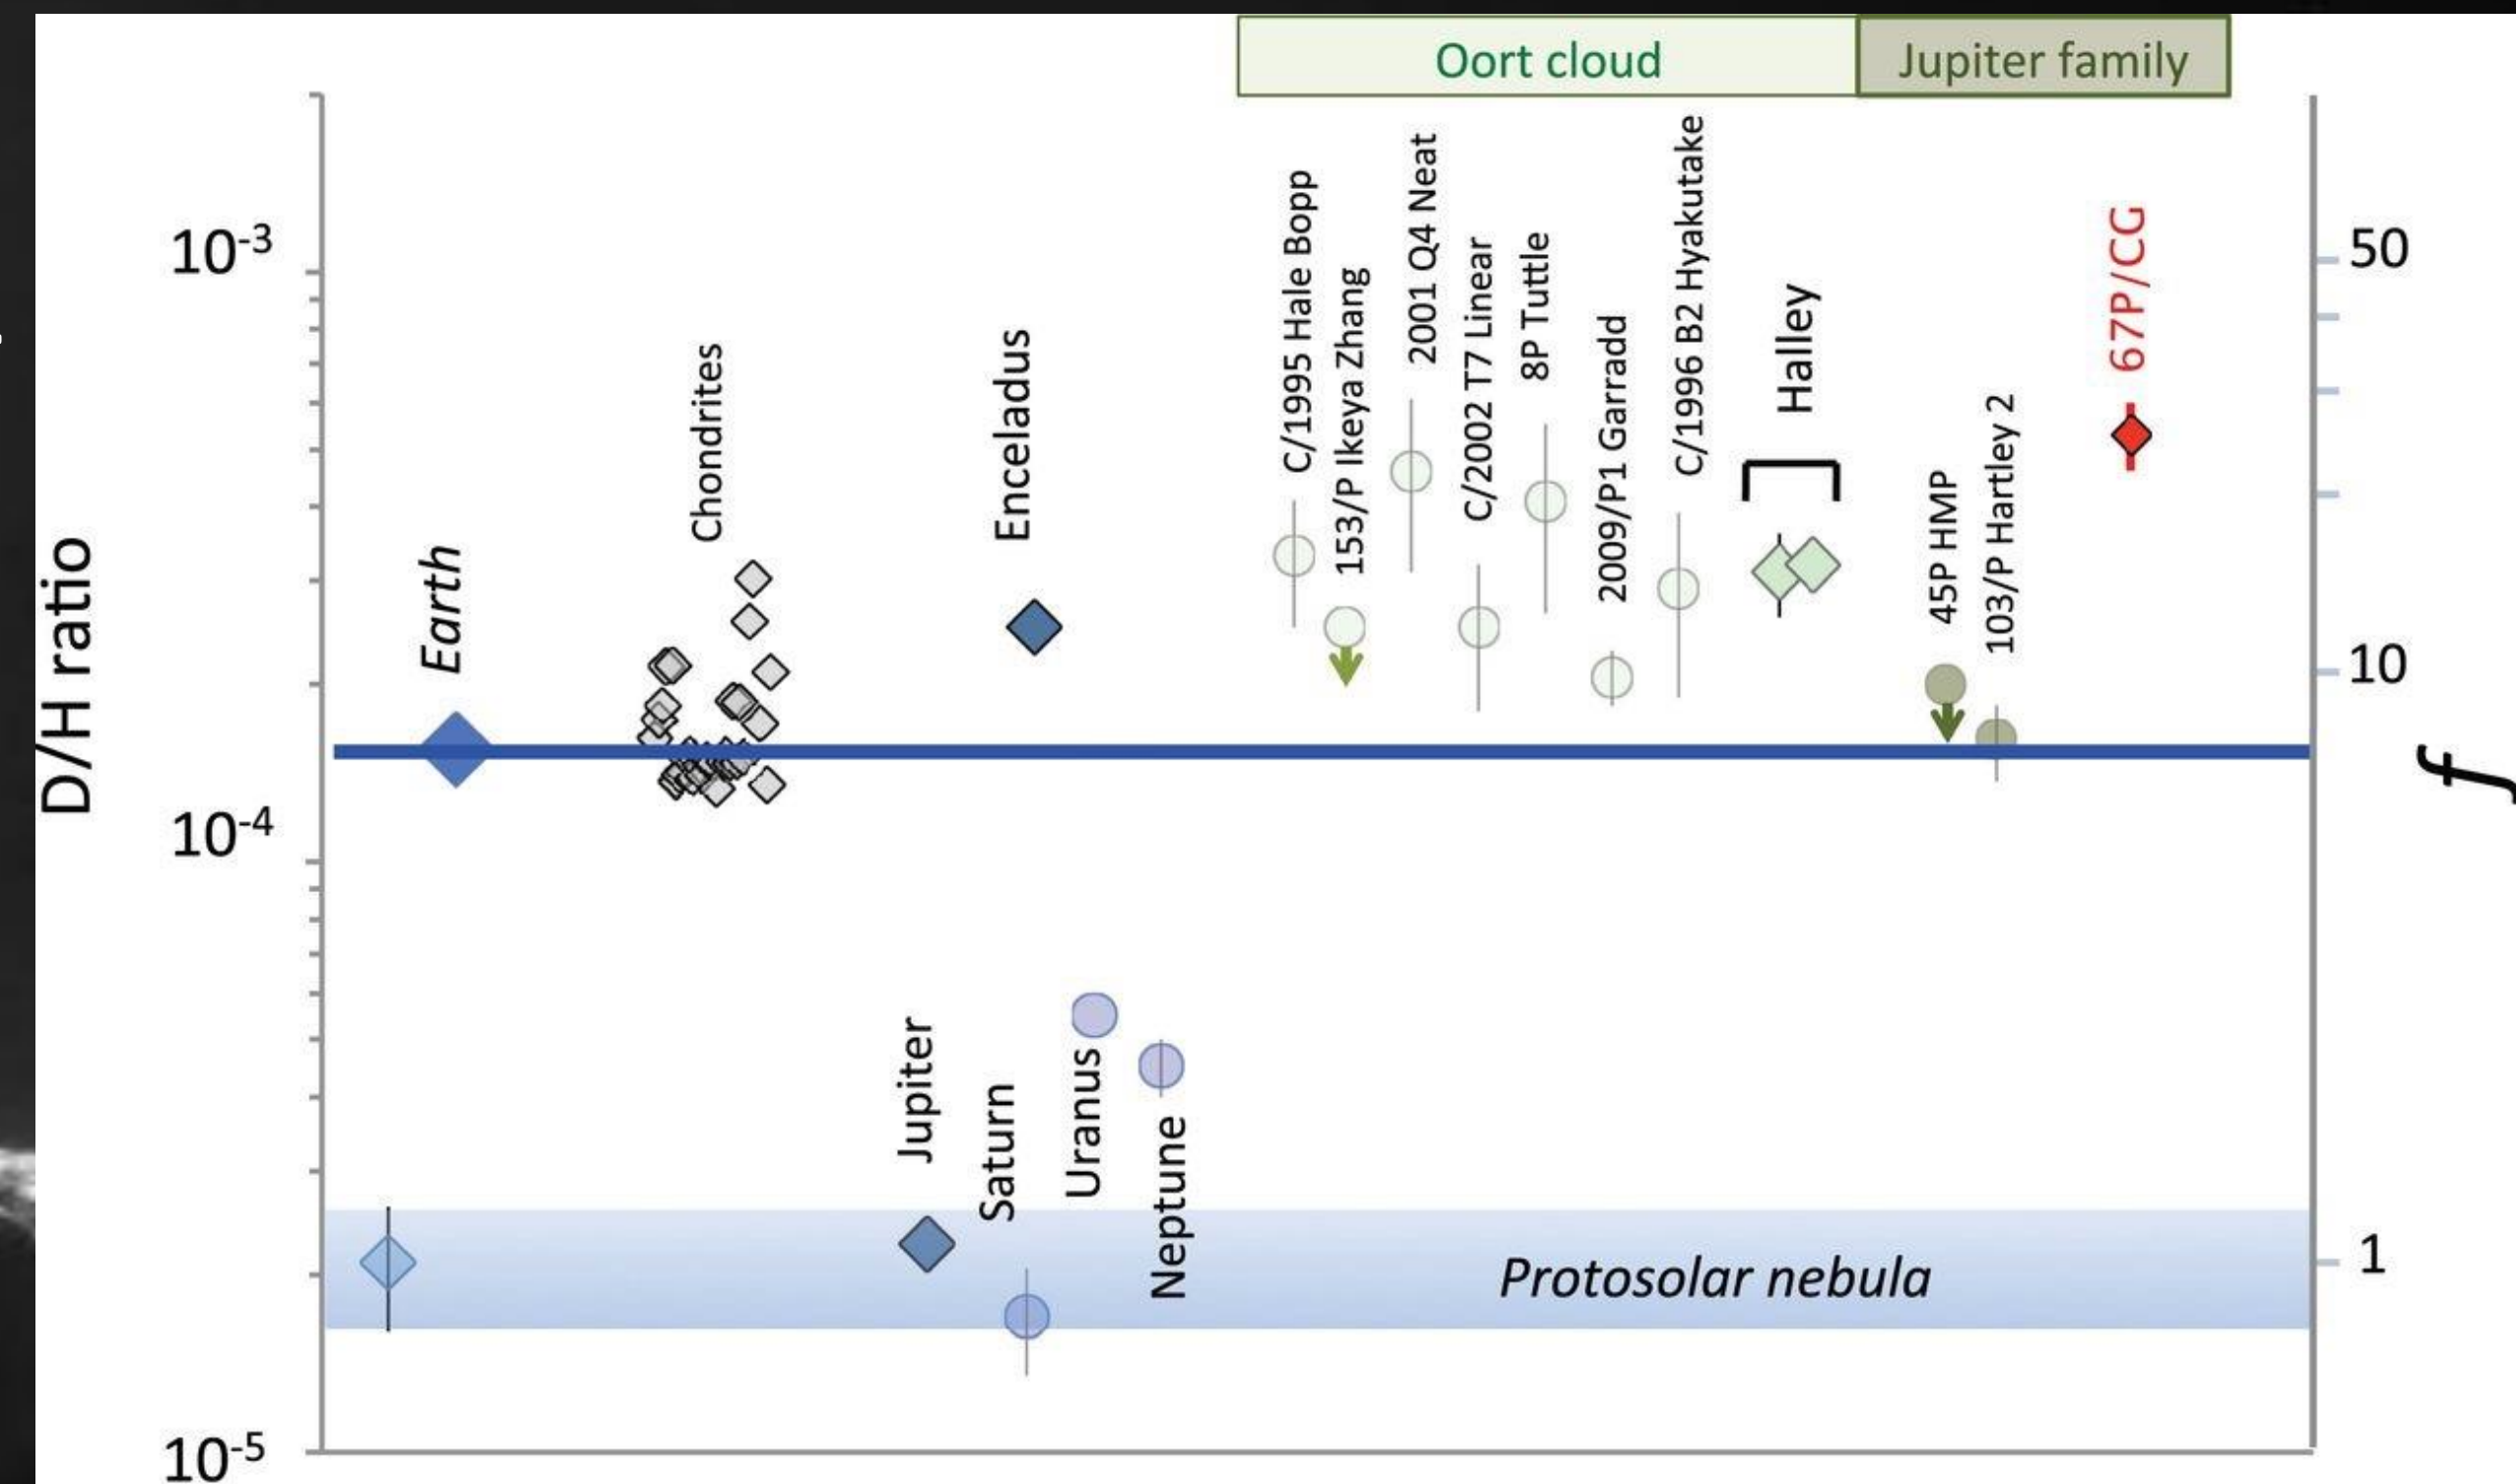 Oort cloud
Jupiter family
D/H ratio
10-3
10-4
10-5
Earth
Chondrites
Enceladus
C/1995 Hale Bopp
153/P Ikeya Zhang
2001 Q4 Neat
C/2002 T7 Linear
8P Tuttle
2009/P1 Garradd
C/1996 B2 Hyakutake
Halley
45P HMP
103/P Hartley 2
67P/CG
Jupiter
Saturn
Uranus
Neptune
Protosolar nebula
50
10
1
f